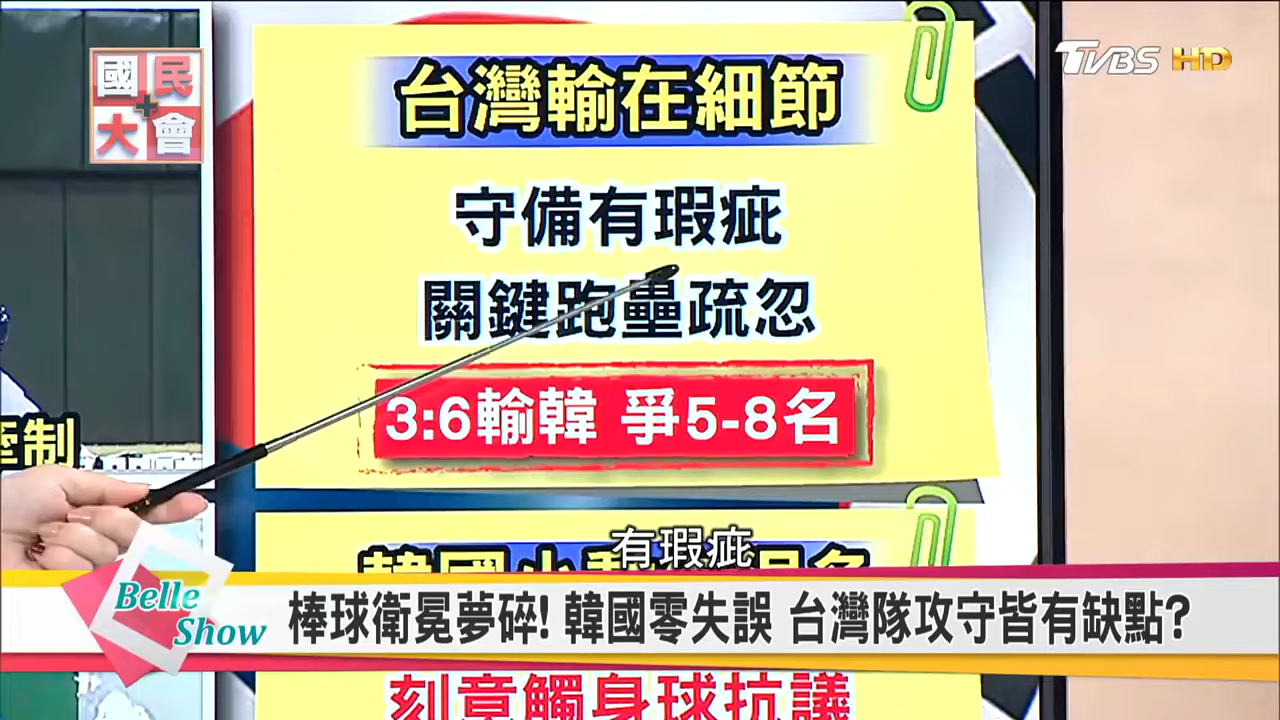 國民
大會
TVBS HD
台灣輸在細節
守備有瑕疵
關鍵跑壘疏忽
3:6輸韓 爭5-8名
牽制
有瑕疵
Belle
Show
棒球衛冕夢碎! 韓國零失誤 台灣隊攻守皆有缺點?
刻意觸身球抗議